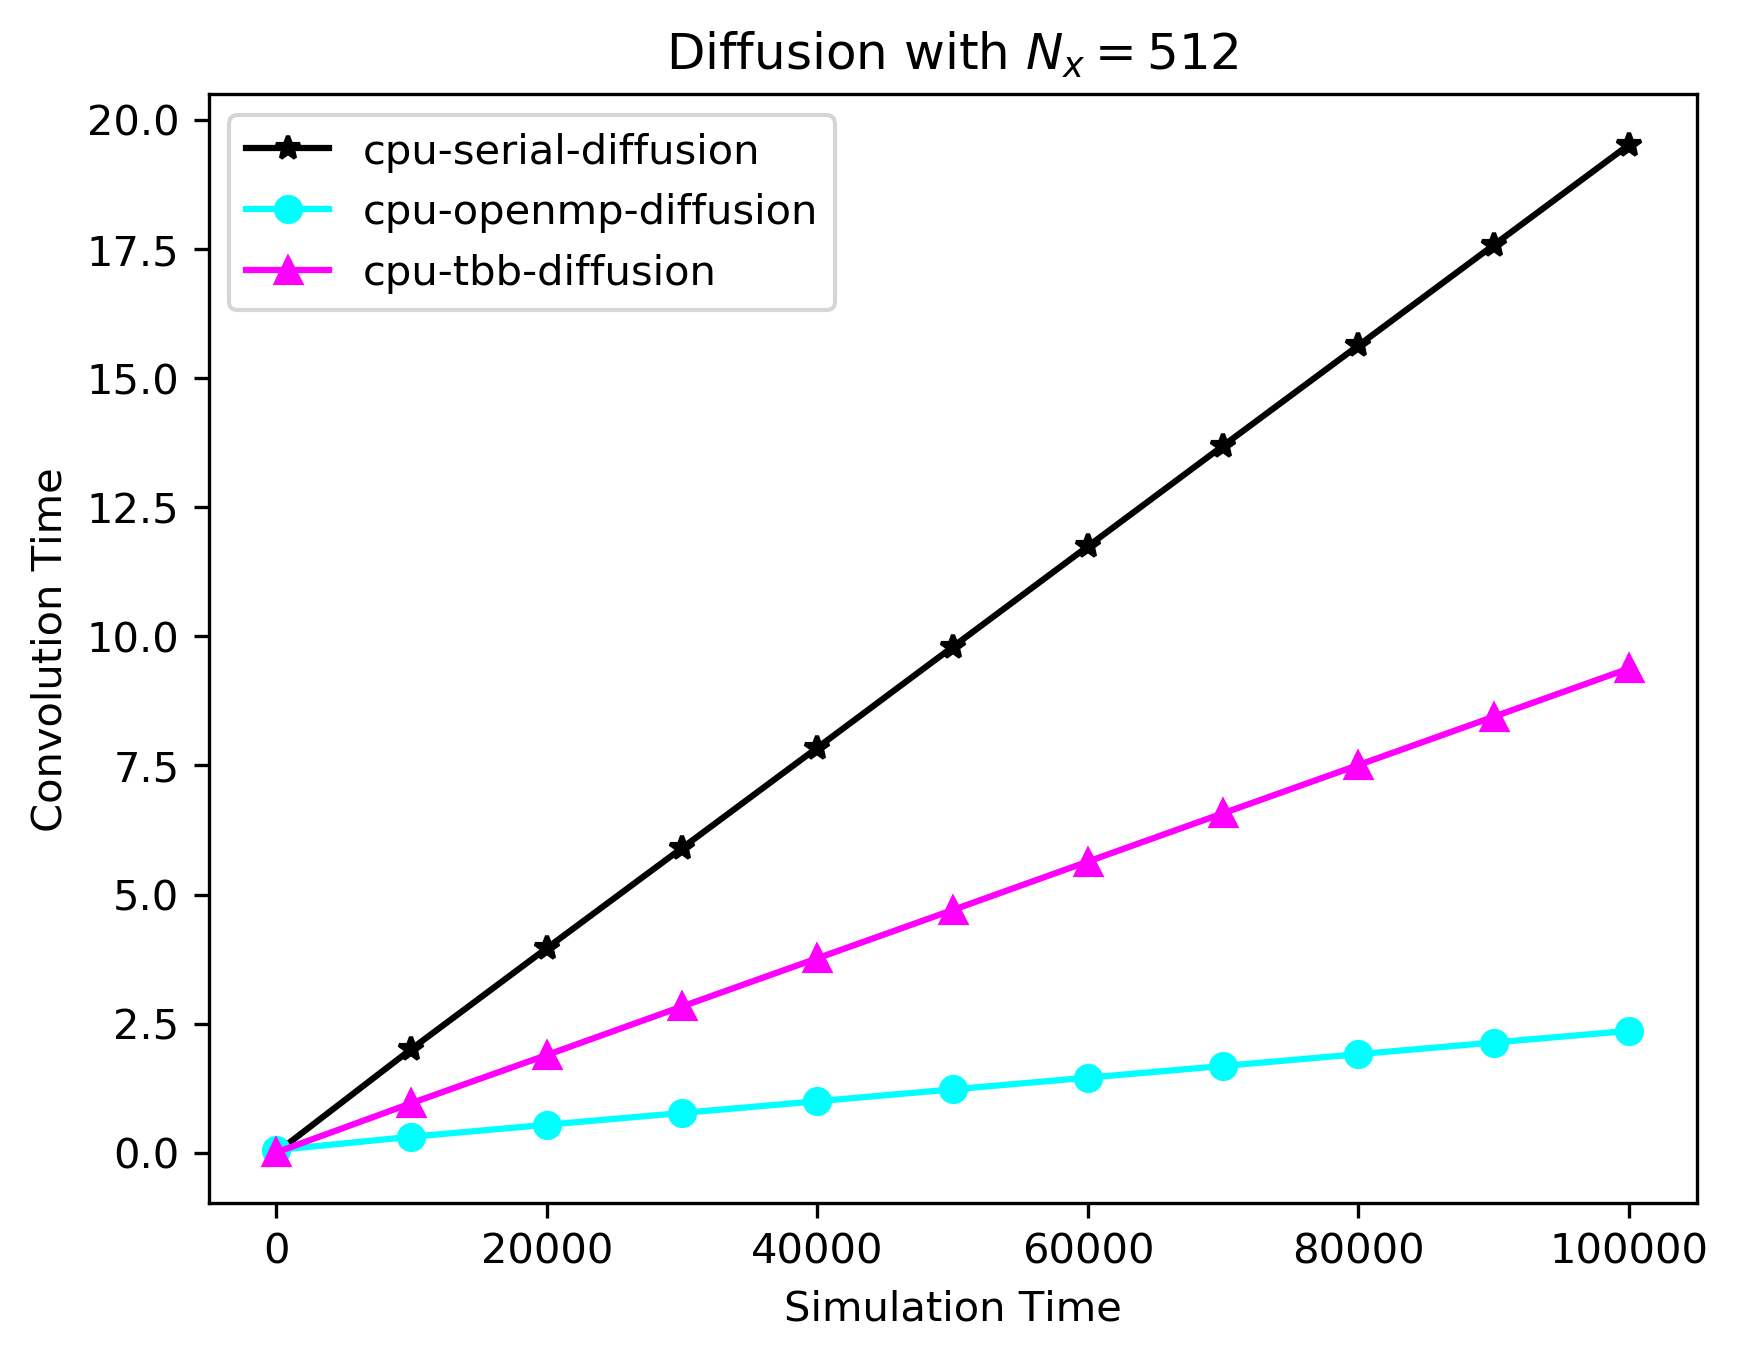 Diffusion with $N_x = 512$
20.0
17.5
15.0
12.5
10.0
7.5
5.0
2.5
0.0
Convolution Time
cpu-serial-diffusion
cpu-openmp-diffusion
cpu-tbb-diffusion
0 20000 40000 60000 80000 100000
Simulation Time